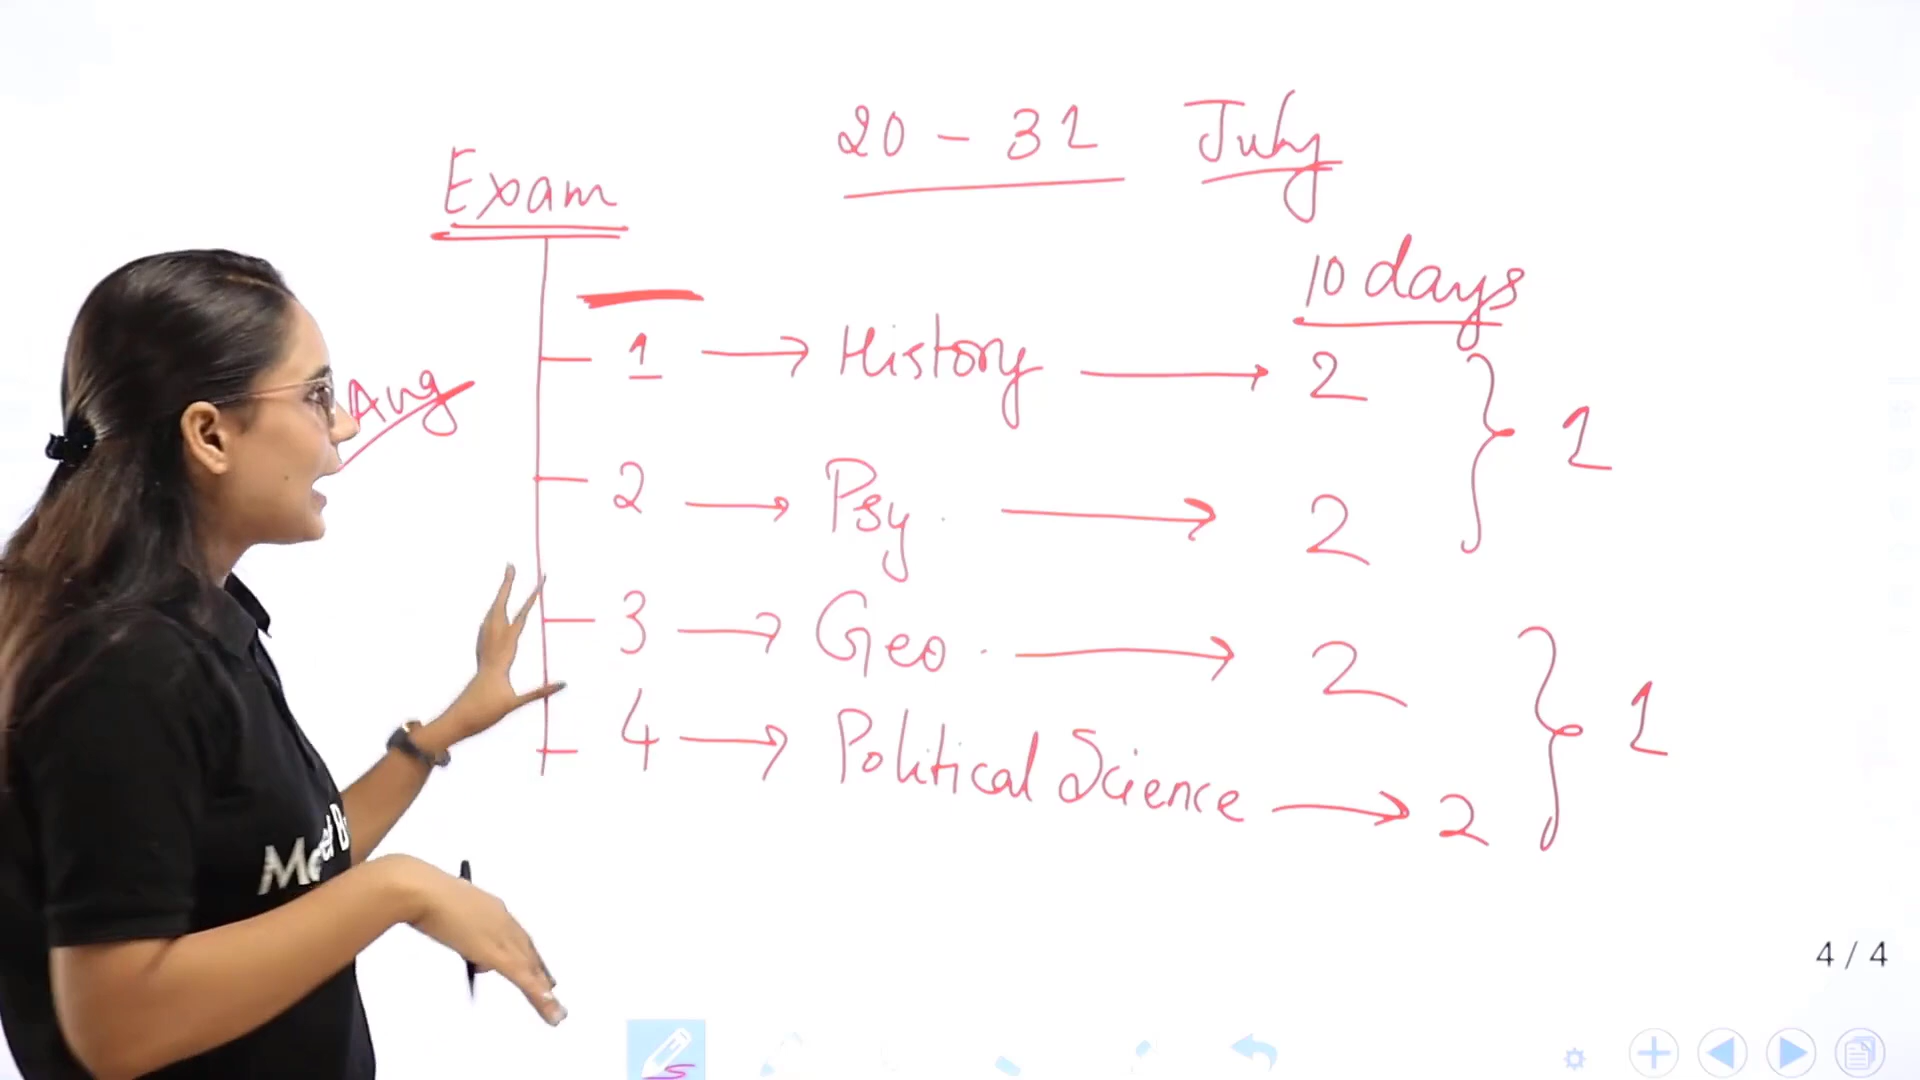 20 - 31 July
Exam
10 days
1 → History → 2
1
Aug
2 → Psy. → 2
3 → Geo. → 2
1
4 → Political Science → 2
4 / 4